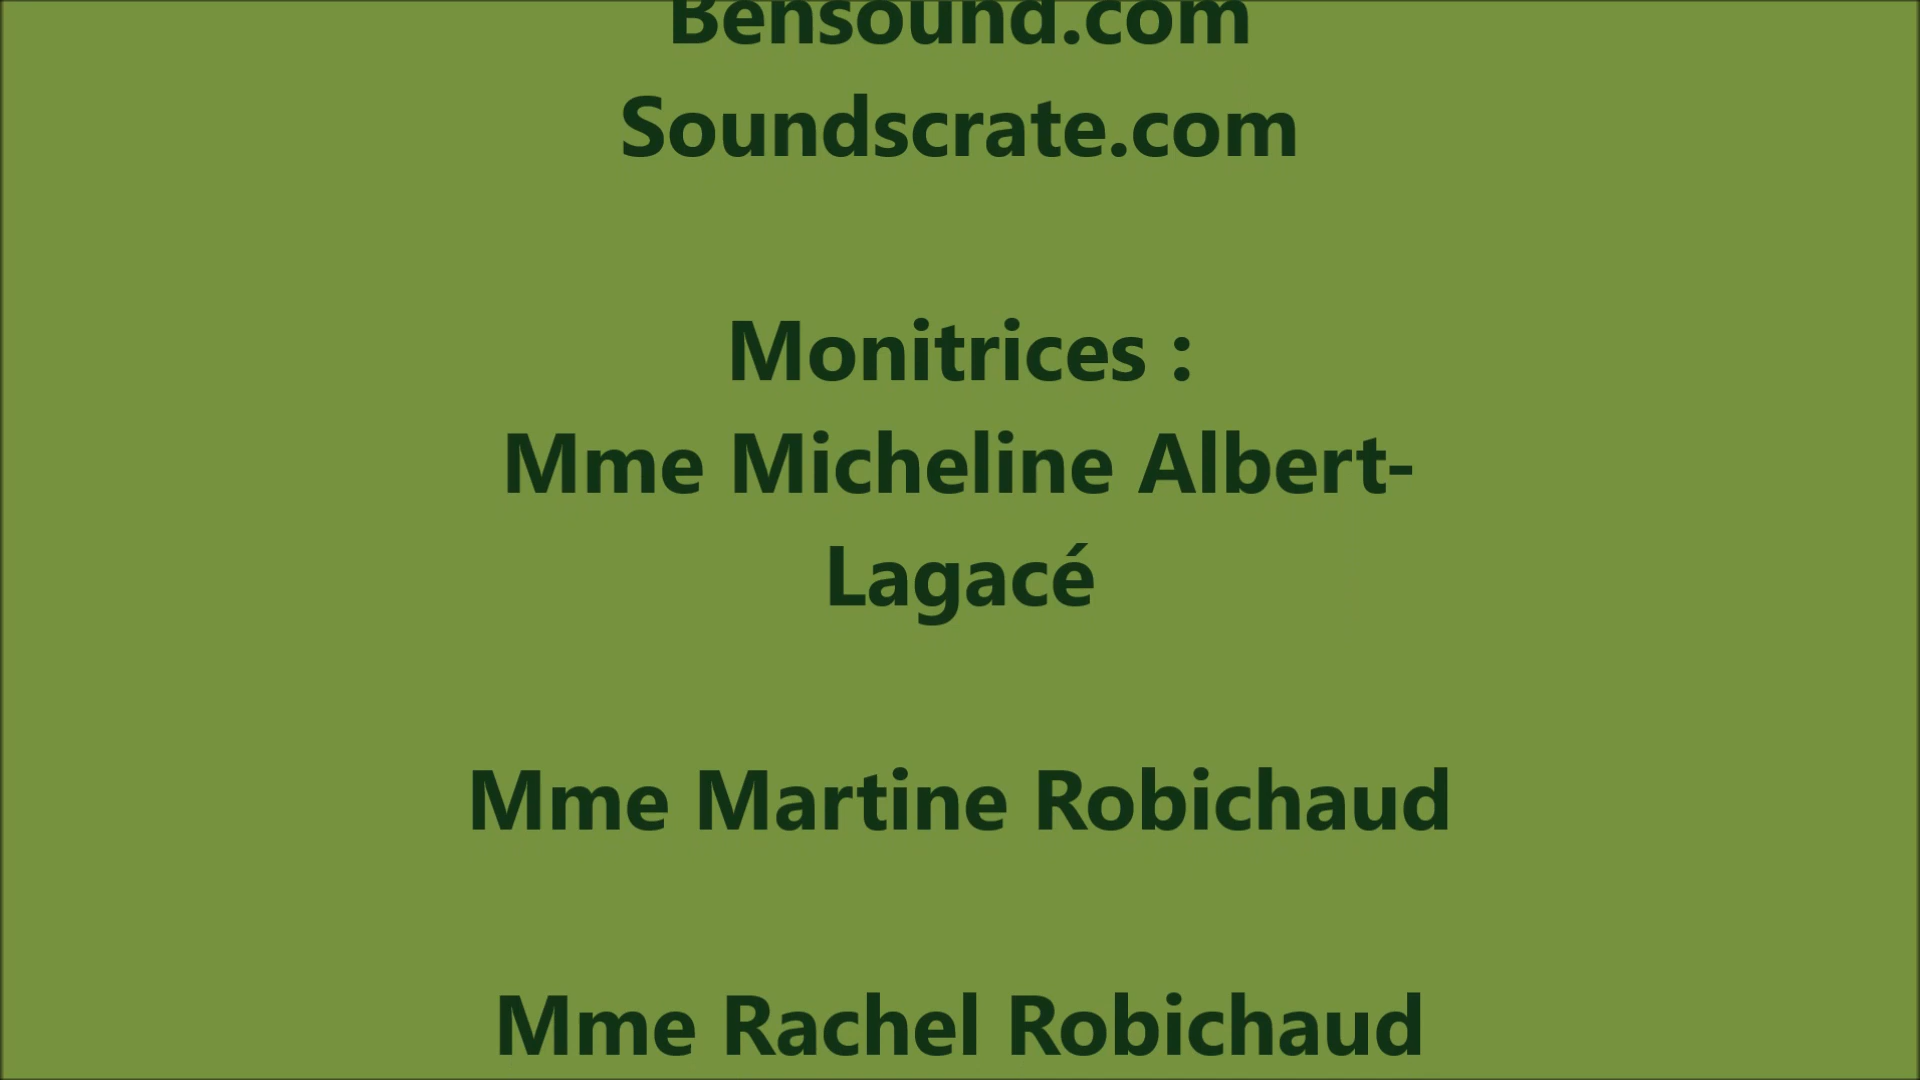 Bensound.com
Soundscrate.com
Monitrices :
Mme Micheline Albert-
Lagacé
Mme Martine Robichaud
Mme Rachel Robichaud